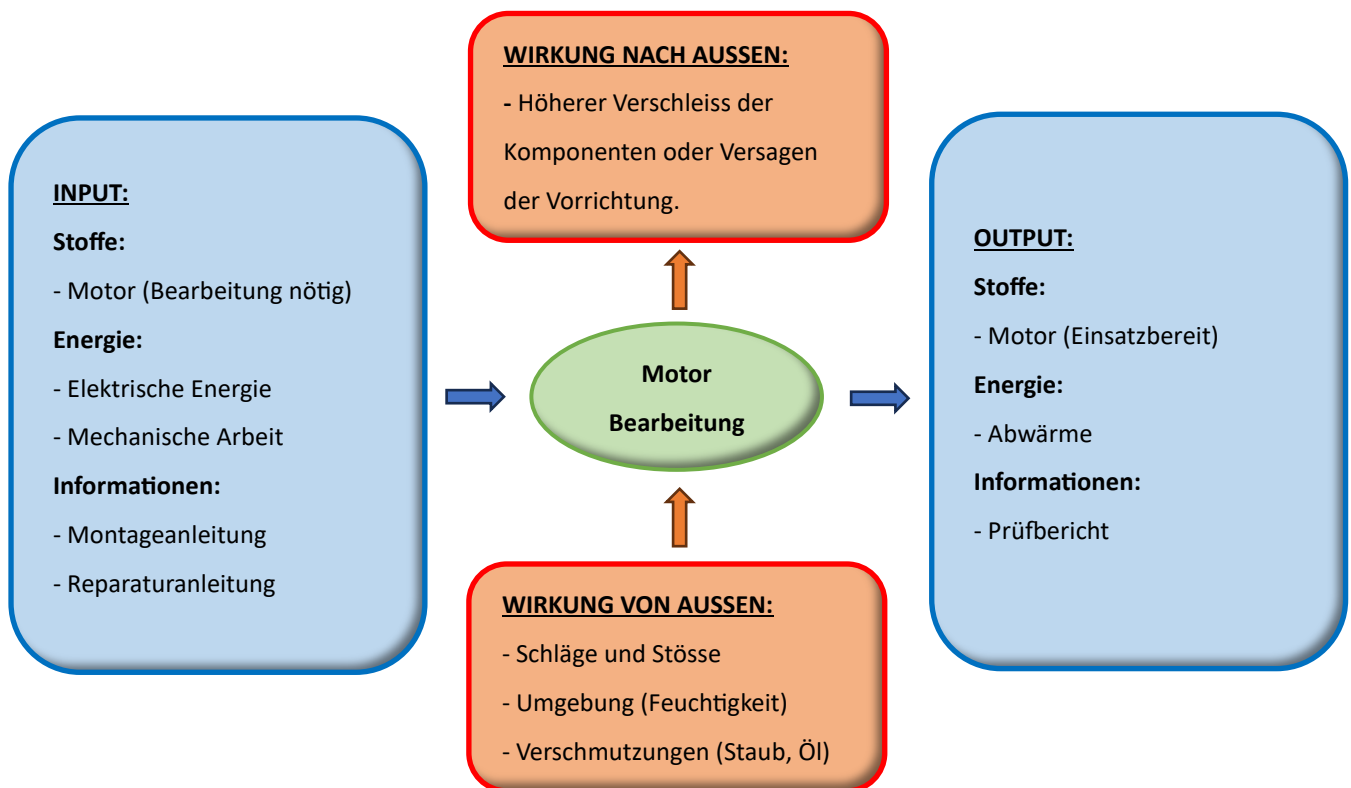 WIRKUNG NACH AUSSEN:
- Höherer Verschleiss der
Komponenten oder Versagen
der Vorrichtung.
INPUT:
Stoffe:
- Motor (Bearbeitung nötig)
Energie:
- Elektrische Energie
- Mechanische Arbeit
Informationen:
- Montageanleitung
- Reparaturanleitung
Motor
Bearbeitung
OUTPUT:
Stoffe:
- Motor (Einsatzbereit)
Energie:
- Abwärme
Informationen:
- Prüfbericht
WIRKUNG VON AUSSEN:
- Schläge und Stösse
- Umgebung (Feuchtigkeit)
- Verschmutzungen (Staub, Öl)